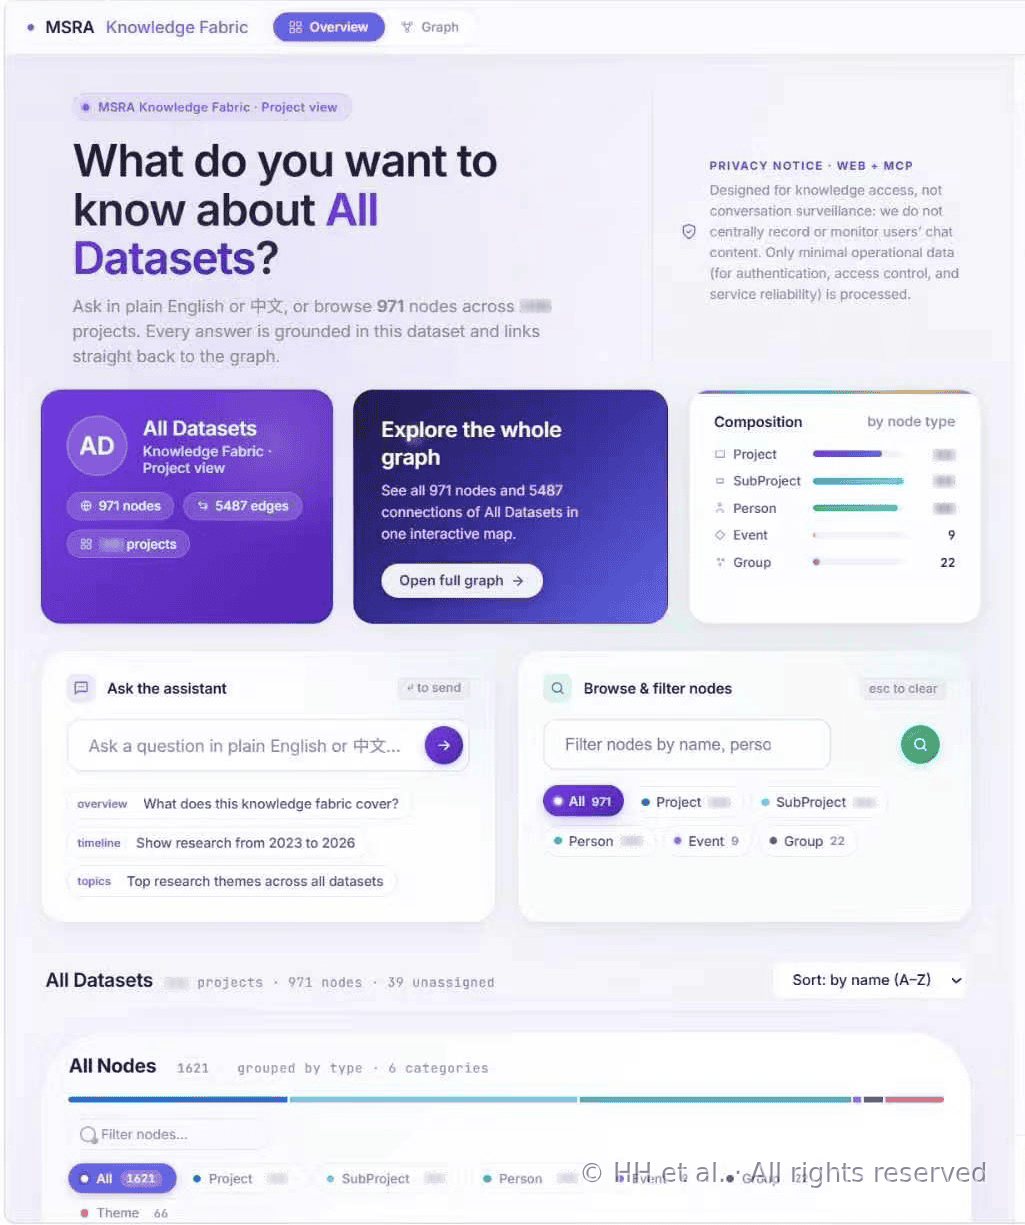 MSRA Knowledge Fabric Overview Graph
MSRA Knowledge Fabric · Project view
What do you want to
know about All
Datasets?
Ask in plain English or 中文, or browse 971 nodes across
projects. Every answer is grounded in this dataset and links
straight back to the graph.
PRIVACY NOTICE · WEB + MCP
Designed for knowledge access, not
conversation surveillance: we do not
centrally record or monitor users' chat
content. Only minimal operational data
(for authentication, access control, and
service reliability) is processed.
AD
All Datasets
Knowledge Fabric ·
Project view
971 nodes 5487 edges
projects
Explore the whole
graph
See all 971 nodes and 5487
connections of All Datasets in
one interactive map.
Open full graph →
Composition by node type
Project
SubProject
Person
Event 9
Group 22
Ask the assistant ↵ to send
Ask a question in plain English or 中文...
overview What does this knowledge fabric cover?
timeline Show research from 2023 to 2026
topics Top research themes across all datasets
Browse & filter nodes esc to clear
Filter nodes by name, perso
All 971 Project SubProject
Person Event 9 Group 22
All Datasets projects · 971 nodes · 39 unassigned
Sort: by name (A–Z)
All Nodes 1621 grouped by type · 6 categories
Filter nodes...
All 1621 Project SubProject Person Event Group
© HH et al. · All rights reserved
Theme 66